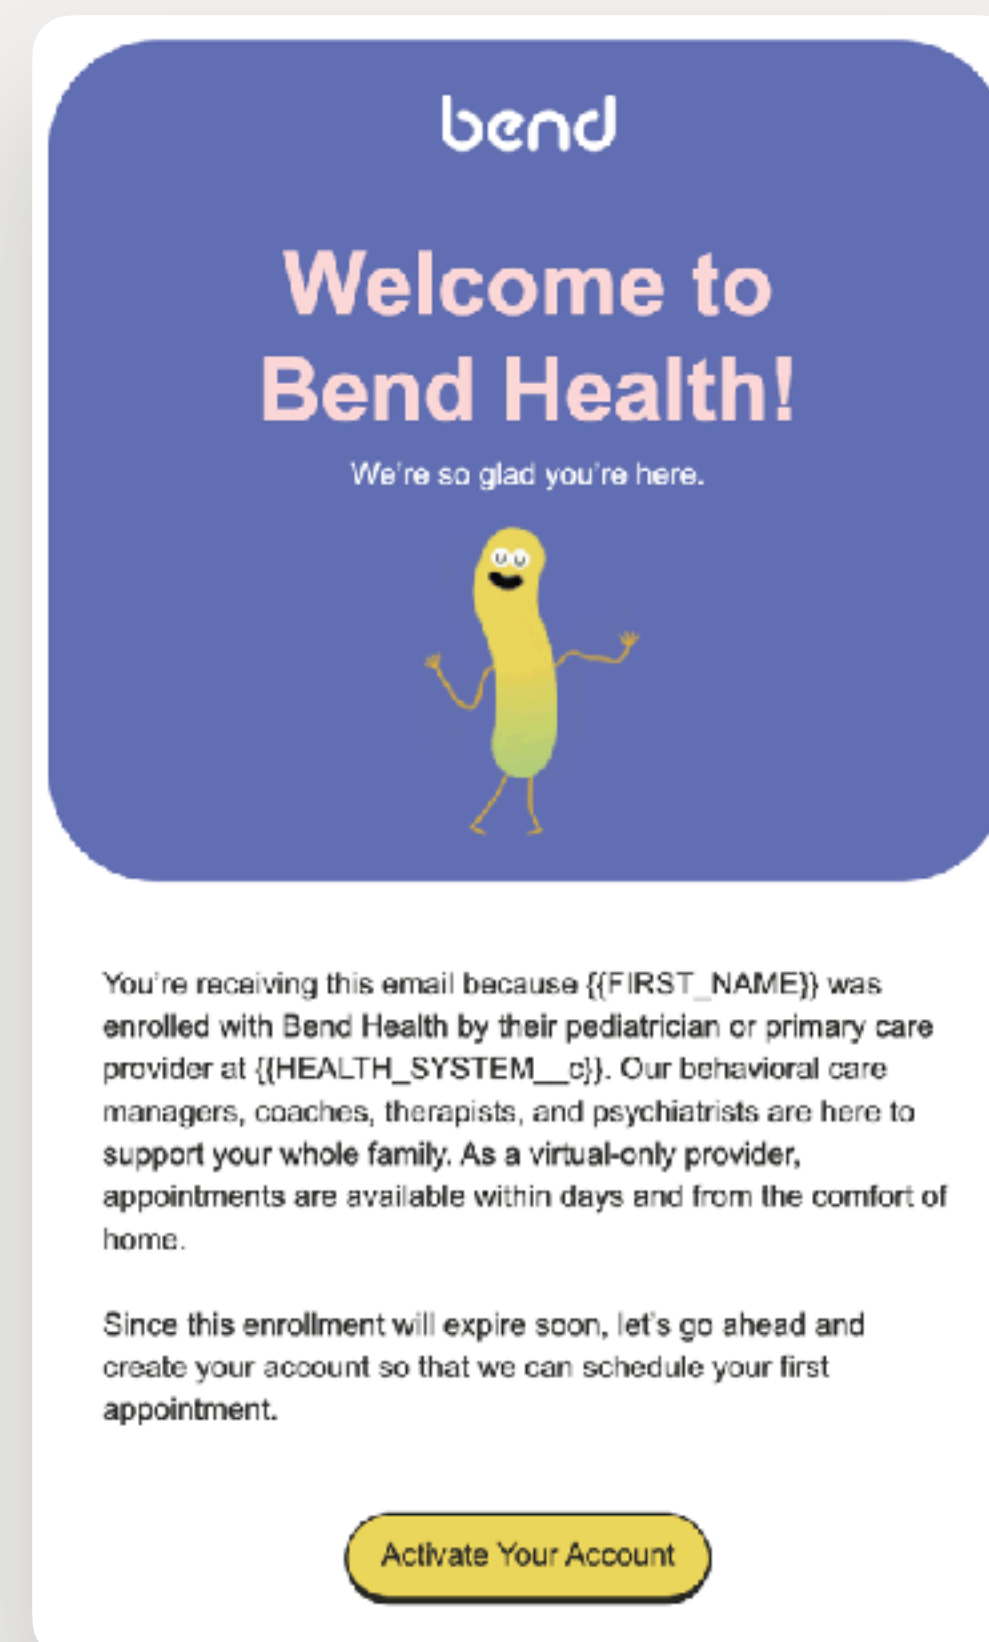 bend
Welcome to
Bend Health!
We're so glad you're here.
You're receiving this email because {{FIRST_NAME}} was
enrolled with Bend Health by their pediatrician or primary care
provider at {{HEALTH_SYSTEM__c}}. Our behavioral care
managers, coaches, therapists, and psychiatrists are here to
support your whole family. As a virtual-only provider,
appointments are available within days and from the comfort of
home.
Since this enrollment will expire soon, let's go ahead and
create your account so that we can schedule your first
appointment.
Activate Your Account